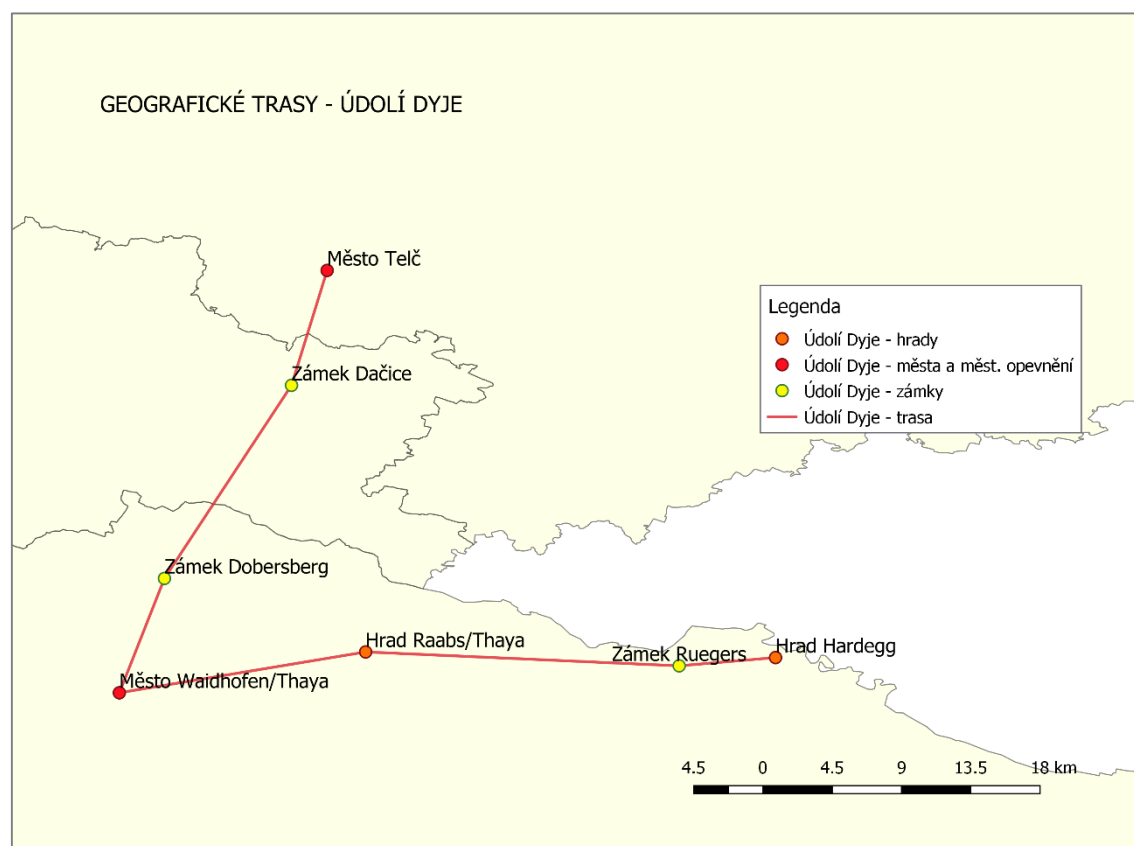 GEOGRAFICKÉ TRASY - ÚDOLÍ DYJE
Město Telč
Legenda
Údolí Dyje - hrady
Údolí Dyje - města a měst. opevnění
Údolí Dyje - zámky
Údolí Dyje - trasa
Zámek Dačice
Zámek Dobersberg
Hrad Raabs/Thaya
Zámek Ruegers
Hrad Hardegg
Město Waidhofen/Thaya
4.5 0 4.5 9 13.5 18 km